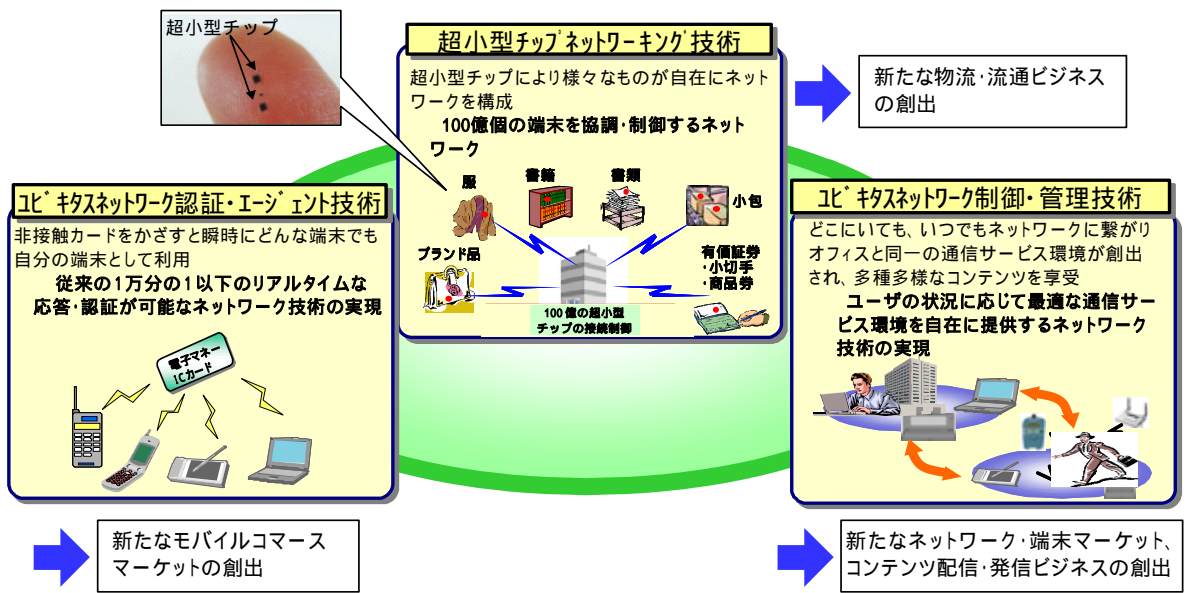 超小型チップ
超小型ﾁｯﾌﾟﾈｯﾄﾜｰｷﾝｸﾞ技術
超小型チップにより様々なものが自在にネット
ワークを構成
100億個の端末を協調・制御するネット
ワーク
服
書籍
書類
小包
ブランド品
有価証券
・小切手
・商品券
100億の超小型
チップの接続制御
新たな物流・流通ビジネス
の創出
ﾕﾋﾞｷﾀｽﾈｯﾄﾜｰｸ認証・ｴｰｼﾞｪﾝﾄ技術
非接触カードをかざすと瞬時にどんな端末でも
自分の端末として利用
従来の1万分の1以下のリアルタイムな
応答・認証が可能なネットワーク技術の実現
電子マネー
ICカード
新たなモバイルコマース
マーケットの創出
ﾕﾋﾞｷﾀｽﾈｯﾄﾜｰｸ制御・管理技術
どこにいても、いつでもネットワークに繋がり
オフィスと同一の通信サービス環境が創出
され、多種多様なコンテンツを享受
ユーザの状況に応じて最適な通信サー
ビス環境を自在に提供するネットワーク
技術の実現
新たなネットワーク・端末マーケット、
コンテンツ配信・発信ビジネスの創出